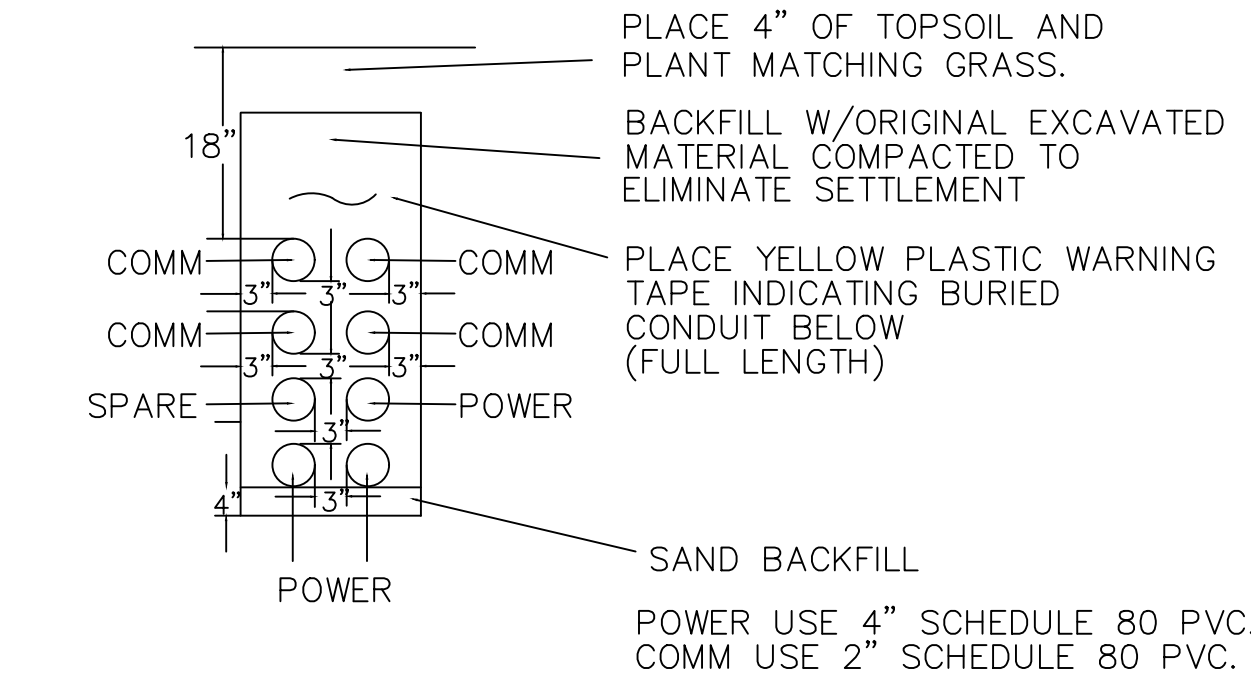 PLACE 4” OF TOPSOIL AND
PLANT MATCHING GRASS.
BACKFILL W/ORIGINAL EXCAVATED
MATERIAL COMPACTED TO
ELIMINATE SETTLEMENT
18”
PLACE YELLOW PLASTIC WARNING
TAPE INDICATING BURIED
CONDUIT BELOW
(FULL LENGTH)
COMM COMM
3” 3” 3”
COMM COMM
3” 3” 3”
SPARE POWER
3”
4” 3”
SAND BACKFILL
POWER
POWER USE 4” SCHEDULE 80 PVC.
COMM USE 2” SCHEDULE 80 PVC.